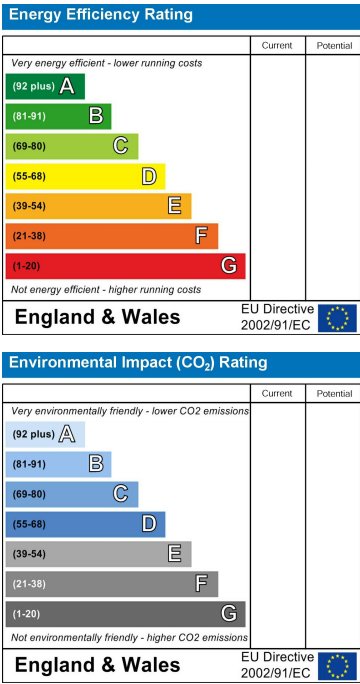 Energy Efficiency Rating
Current Potential
Very energy efficient - lower running costs
(92 plus) A
(81-91) B
(69-80) C
(55-68) D
(39-54) E
(21-38) F
(1-20) G
Not energy efficient - higher running costs
England & Wales
EU Directive
2002/91/EC
Environmental Impact (CO₂) Rating
Current Potential
Very environmentally friendly - lower CO2 emissions
(92 plus) A
(81-91) B
(69-80) C
(55-68) D
(39-54) E
(21-38) F
(1-20) G
Not environmentally friendly - higher CO2 emissions
England & Wales
EU Directive
2002/91/EC